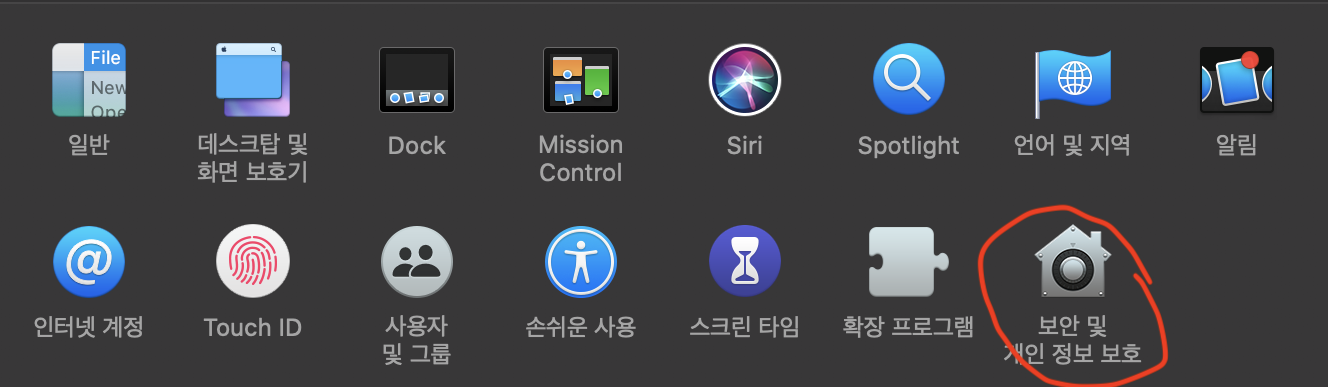 File
New
Ope
일반
데스크탑 및
화면 보호기
Dock
Mission
Control
Siri
Spotlight
언어 및 지역
알림
인터넷 계정
Touch ID
사용자
및 그룹
손쉬운 사용
스크린 타임
확장 프로그램
보안 및
개인 정보 보호